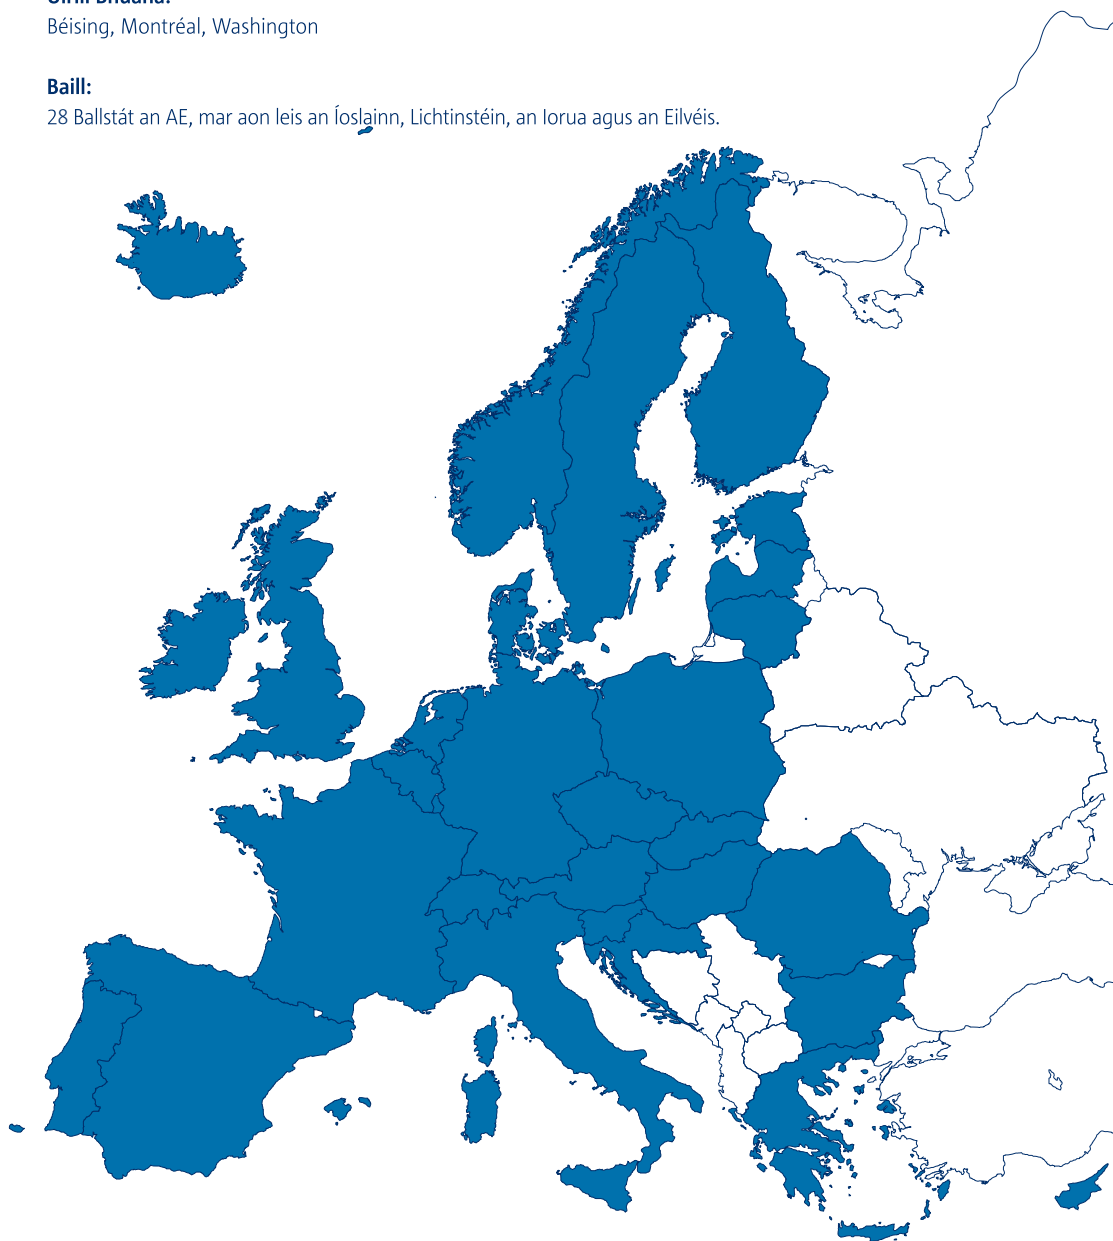 Béising, Montréal, Washington
Baill:
28 Ballstát an AE, mar aon leis an Íoslainn, Lichtinstéin, an Iorua agus an Eilvéis.